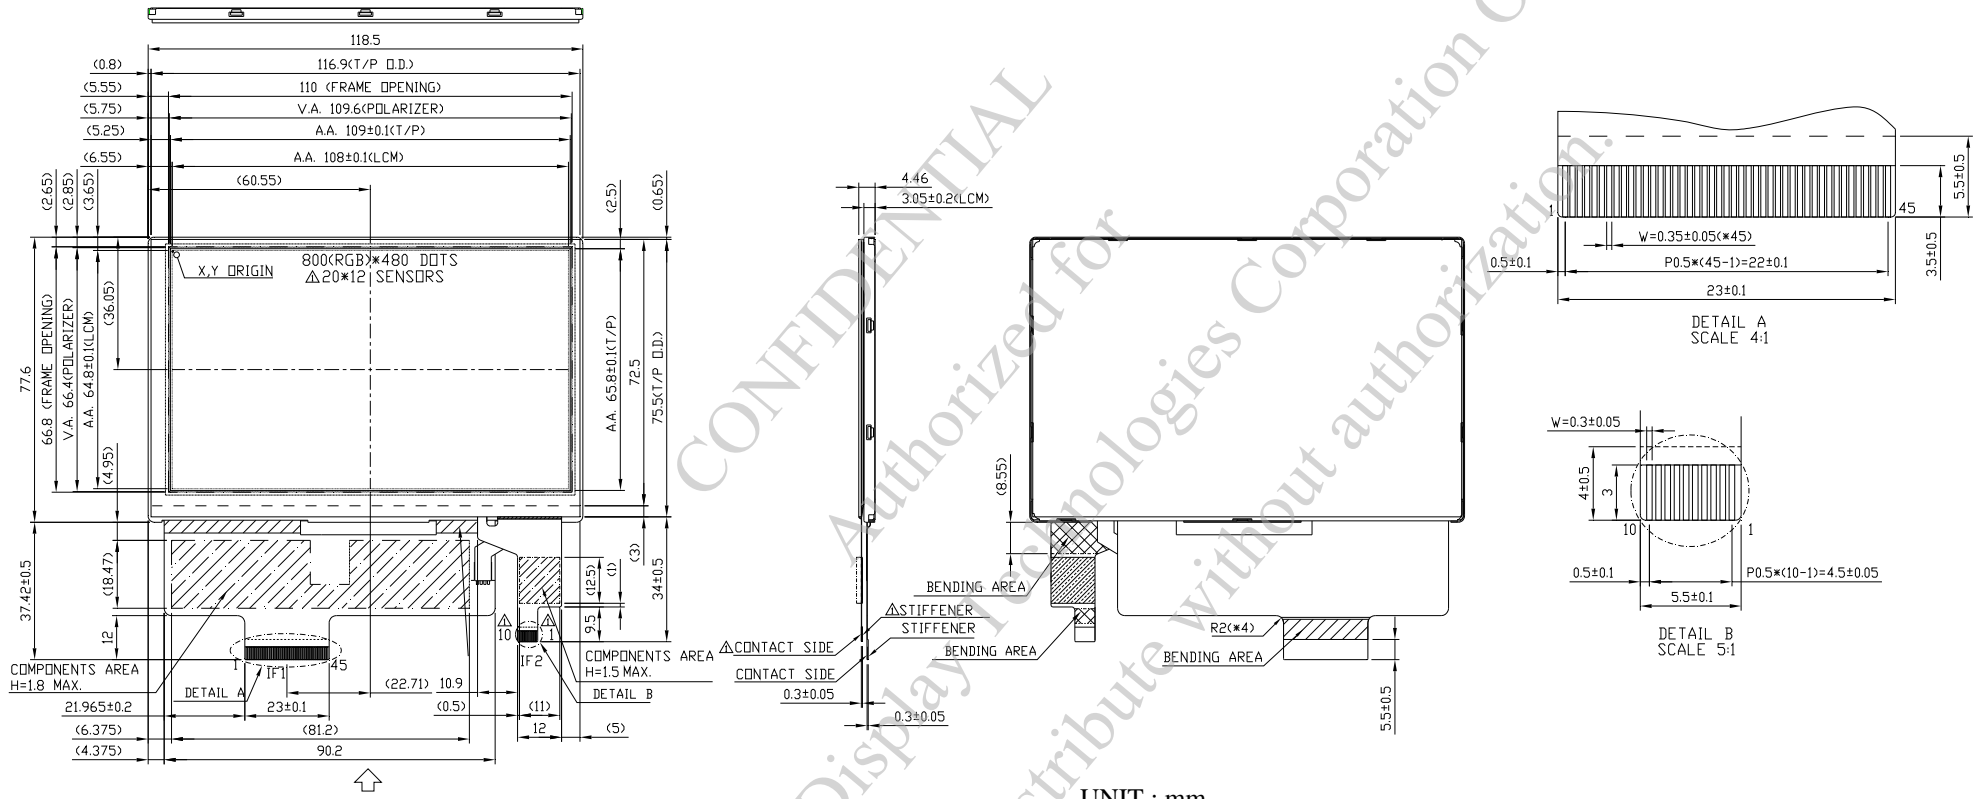 118.5
(0.8)
116.9(T/P O.D.)
(5.55)
110 (FRAME OPENING)
(5.75)
V.A. 109.6(POLARIZER)
(5.25)
A.A. 109±0.1(T/P)
(6.55)
A.A. 108±0.1(LCM)
(60.55)
(2.65)
(2.85)
(3.65)
(2.5)
(0.65)
X,Y ORIGIN
800(RGB)*480 DOTS
⚠20*12 SENSORS
77.6
66.8 (FRAME OPENING)
V.A. 66.4(POLARIZER)
A.A. 64.8±0.1(LCM)
(36.05)
(4.95)
A.A. 65.8±0.1(T/P)
72.5
75.5(T/P O.D.)
37.42±0.5
(18.47)
12
(12.5)
(1)
(3)
9.5
34±0.5
COMPONENTS AREA
H=1.8 MAX.
1
IF1
45
DETAIL A
10
1
IF2
COMPONENTS AREA
H=1.5 MAX.
DETAIL B
(22.71)
10.9
21.965±0.2
23±0.1
(0.5)
(11)
(6.375)
(81.2)
12
(5)
(4.375)
90.2
4.46
3.05±0.2(LCM)
STIFFENER
STIFFENER
CONTACT SIDE
CONTACT SIDE
0.3±0.05
0.3±0.05
(8.55)
BENDING AREA
BENDING AREA
R2(*4)
BENDING AREA
5.5±0.5
1
45
5.5±0.5
3.5±0.5
W=0.35±0.05(*45)
0.5±0.1
P0.5*(45-1)=22±0.1
23±0.1
DETAIL A
SCALE 4:1
W=0.3±0.05
4±0.5
3
10
1
0.5±0.1
P0.5*(10-1)=4.5±0.05
5.5±0.1
DETAIL B
SCALE 5:1
UNIT : mm
CONFIDENTIAL
Authorized for
Display Technologies Corporation
without authorization.